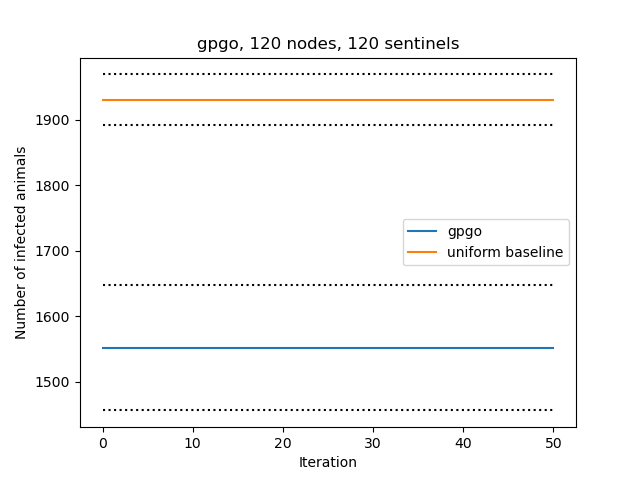 gpgo, 120 nodes, 120 sentinels
Number of infected animals
1900
1800
1700
1600
1500
gpgo
uniform baseline
0 10 20 30 40 50
Iteration